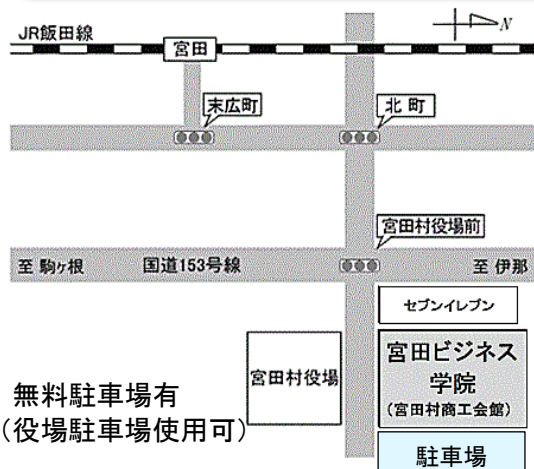 JR飯田線
N
宮田
末広町
北町
宮田村役場前
至 駒ヶ根
国道153号線
至 伊那
セブンイレブン
宮田村役場
宮田ビジネス
学院
(宮田村商工会館)
無料駐車場有
(役場駐車場使用可)
駐車場